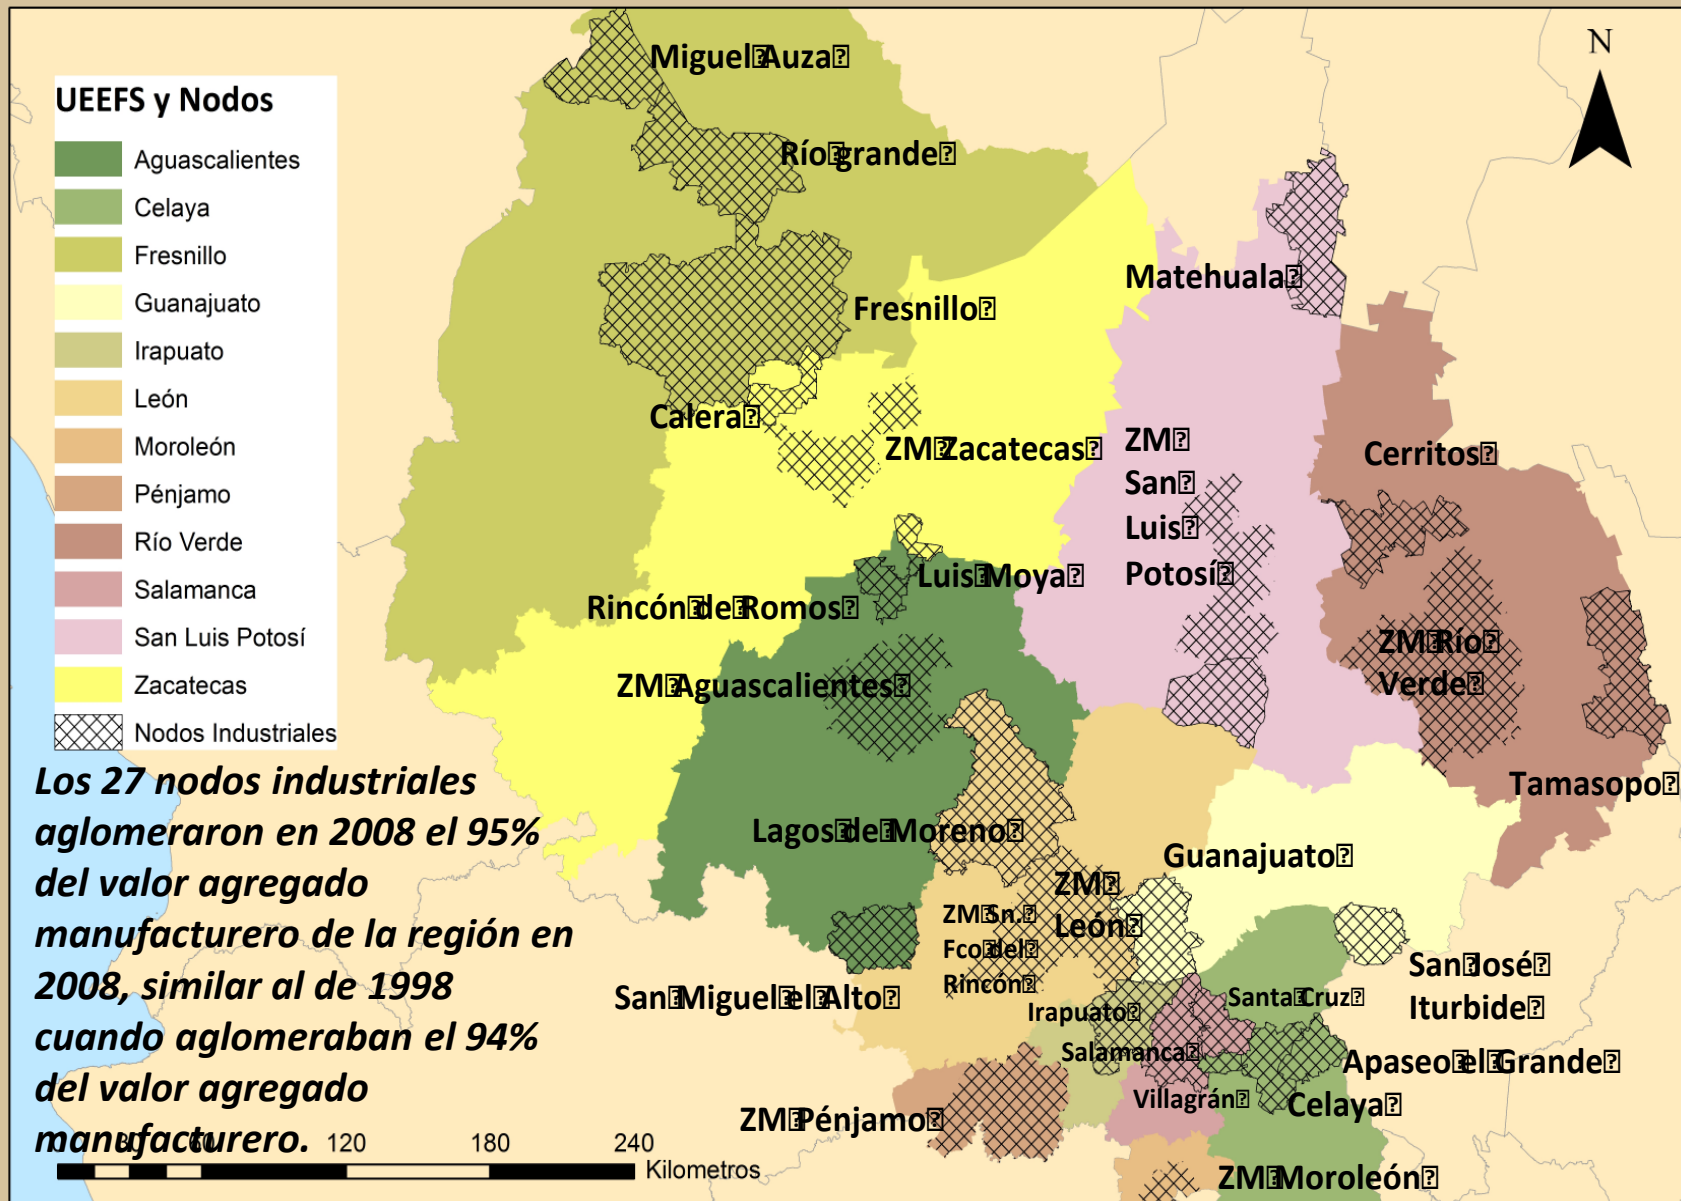 UEEFS y Nodos
Aguascalientes
Celaya
Fresnillo
Guanajuato
Irapuato
León
Moroleón
Pénjamo
Río Verde
Salamanca
San Luis Potosí
Zacatecas
Nodos Industriales
Los 27 nodos industriales
aglomeraron en 2008 el 95%
del valor agregado
manufacturero de la región en
2008, similar al de 1998
cuando aglomeraban el 94%
del valor agregado
manufacturero.
60
120
180
240
Kilometros
N
Miguel Auza
Río grande
Fresnillo
Matehuala
Calera
ZM Zacatecas
ZM
San
Luis
Potosí
Cerritos
Luis Moya
Rincón de Romos
ZM Río
Verde
ZM Aguascalientes
Tamasopo
Lagos de Moreno
Guanajuato
ZM
León
ZM Sn.
Fco del
Rincón
San José
Iturbide
San Miguel el Alto
Santa Cruz
Irapuato
Salamanca
Apaseo el Grande
Villagrán
Celaya
ZM Pénjamo
ZM Moroleón